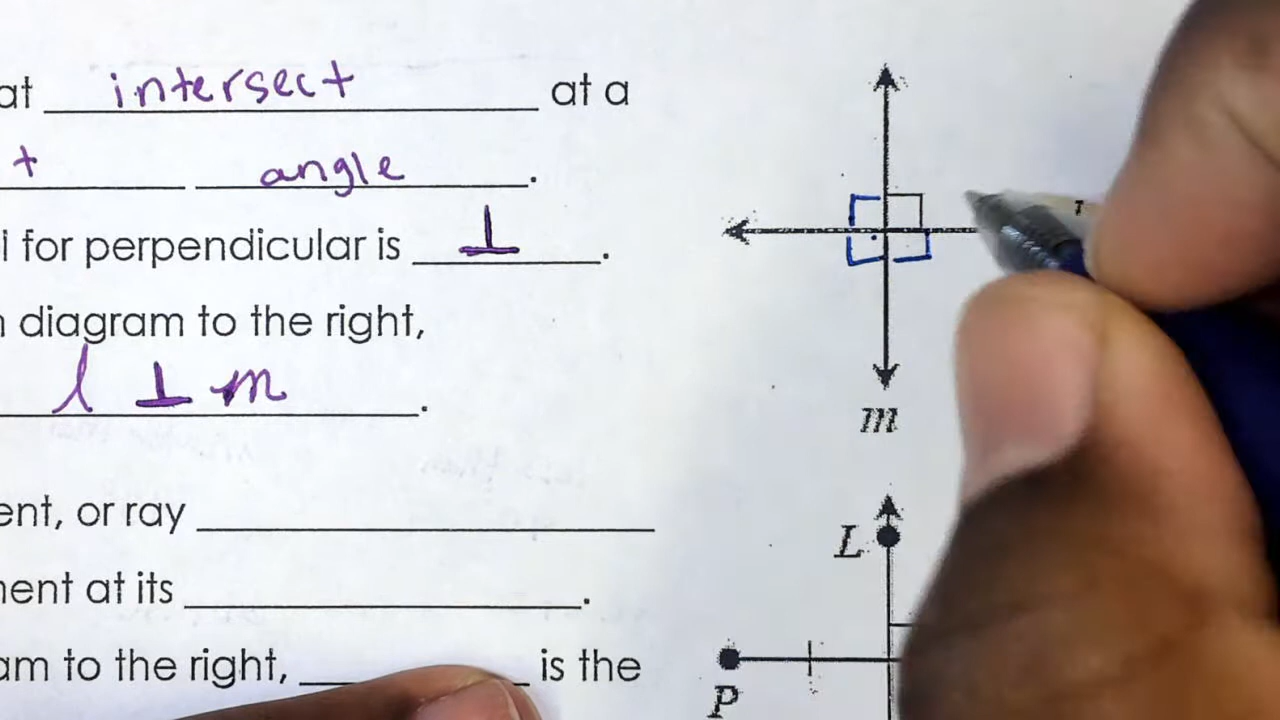 at intersect at a
t angle.
l for perpendicular is ⊥.
diagram to the right,
l ⊥ m.
m
ent, or ray
L
ment at its .
am to the right, is the
P